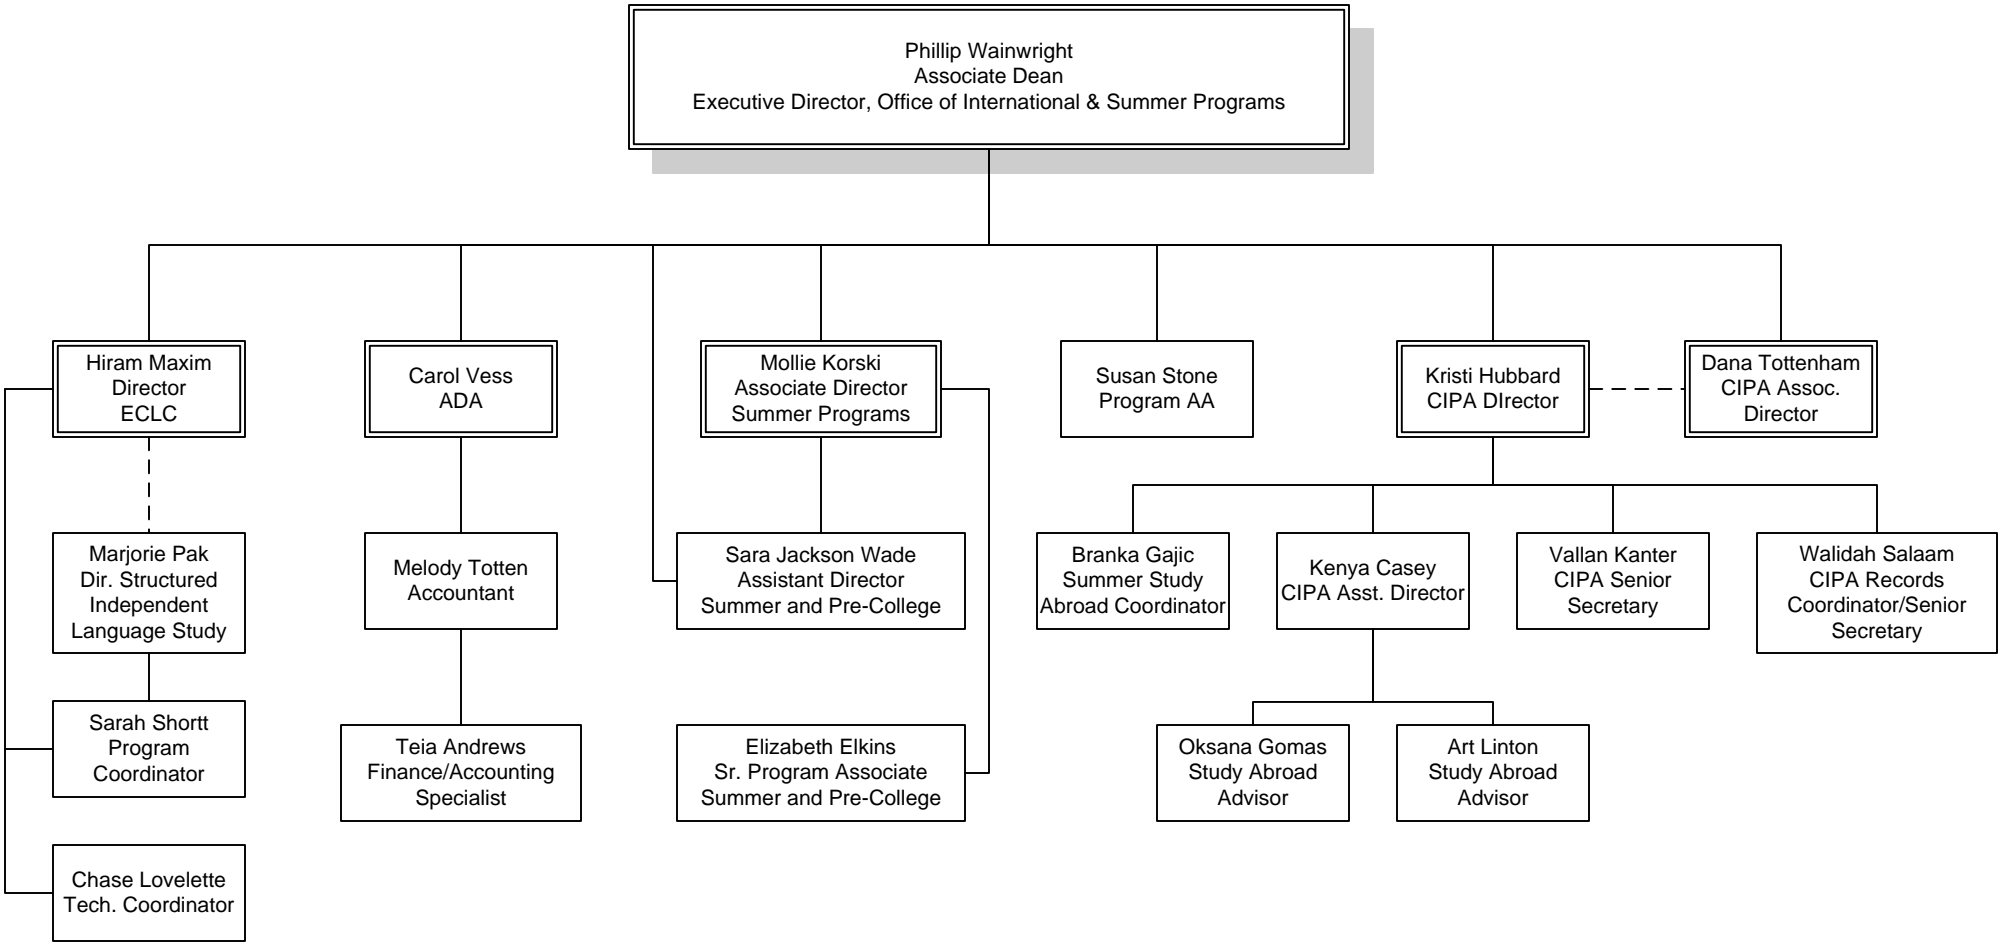 Phillip Wainwright
Associate Dean
Executive Director, Office of International & Summer Programs
Hiram Maxim
Director
ECLC
Carol Vess
ADA
Mollie Korski
Associate Director
Summer Programs
Susan Stone
Program AA
Kristi Hubbard
CIPA DIrector
Dana Tottenham
CIPA Assoc.
Director
Marjorie Pak
Dir. Structured
Independent
Language Study
Melody Totten
Accountant
Sara Jackson Wade
Assistant Director
Summer and Pre-College
Branka Gajic
Summer Study
Abroad Coordinator
Kenya Casey
CIPA Asst. Director
Vallan Kanter
CIPA Senior
Secretary
Walidah Salaam
CIPA Records
Coordinator/Senior
Secretary
Sarah Shortt
Program
Coordinator
Teia Andrews
Finance/Accounting
Specialist
Elizabeth Elkins
Sr. Program Associate
Summer and Pre-College
Oksana Gomas
Study Abroad
Advisor
Art Linton
Study Abroad
Advisor
Chase Lovelette
Tech. Coordinator